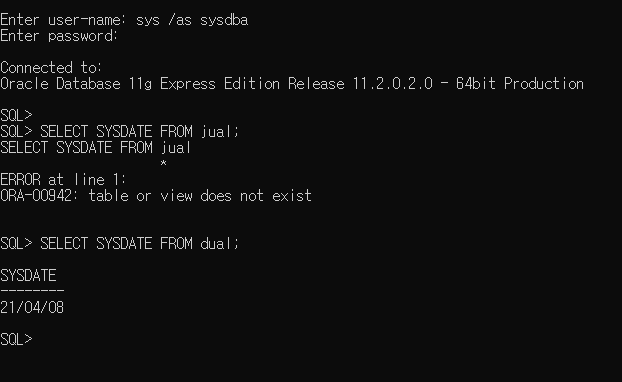 Enter user-name: sys /as sysdba
Enter password:
Connected to:
Oracle Database 11g Express Edition Release 11.2.0.2.0 - 64bit Production
SQL>
SQL> SELECT SYSDATE FROM jual;
SELECT SYSDATE FROM jual
*
ERROR at line 1:
ORA-00942: table or view does not exist
SQL> SELECT SYSDATE FROM dual;
SYSDATE
--------
21/04/08
SQL>